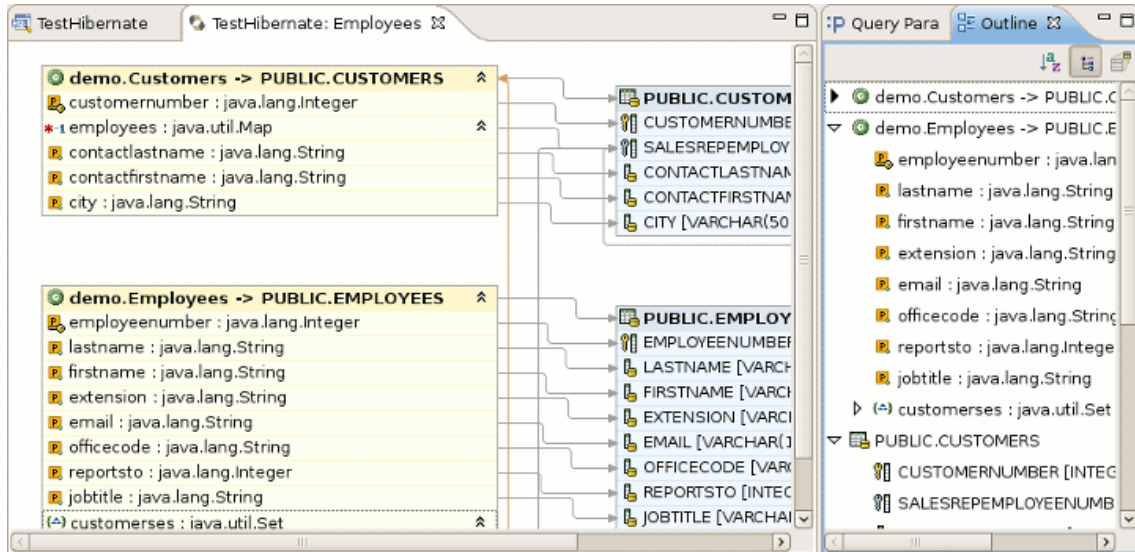 TestHibernate
TestHibernate: Employees
demo.Customers -> PUBLIC.CUSTOMERS
customernumber : java.lang.Integer
employees : java.util.Map
contactlastname : java.lang.String
contactfirstname : java.lang.String
city : java.lang.String
demo.Employees -> PUBLIC.EMPLOYEES
employeenumber : java.lang.Integer
lastname : java.lang.String
firstname : java.lang.String
extension : java.lang.String
email : java.lang.String
officecode : java.lang.String
reportsto : java.lang.Integer
jobtitle : java.lang.String
customerses : java.util.Set
PUBLIC.CUSTOM
CUSTOMERNUMBE
SALESREPEMPLOY
CONTACTLASTNAM
CONTACTFIRSTNAM
CITY [VARCHAR(50
PUBLIC.EMPLOY
EMPLOYEENUMBER
LASTNAME [VARCH
FIRSTNAME [VARC
EXTENSION [VARCI
EMAIL [VARCHAR(1
OFFICECODE [VARC
REPORTSTO [INTEC
JOBTITLE [VARCHAI
Query Para
Outline
demo.Customers -> PUBLIC.C
demo.Employees -> PUBLIC.E
employeenumber : java.lan
lastname : java.lang.String
firstname : java.lang.String
extension : java.lang.String
email : java.lang.String
officecode : java.lang.String
reportsto : java.lang.Intege
jobtitle : java.lang.String
customerses : java.util.Set
PUBLIC.CUSTOMERS
CUSTOMERNUMBER [INTEG
SALESREPEMPLOYEENUMB